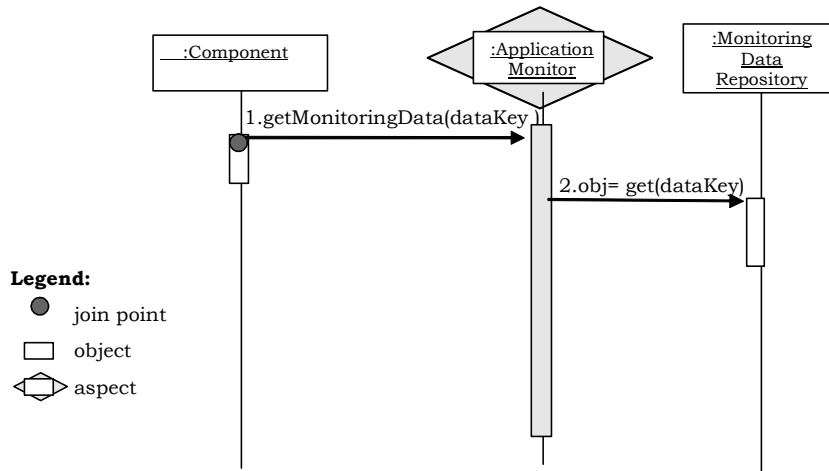 :Component
:Application
Monitor
:Monitoring
Data
Repository
1.getMonitoringData(dataKey )
2.obj= get(dataKey)
Legend:
join point
object
aspect